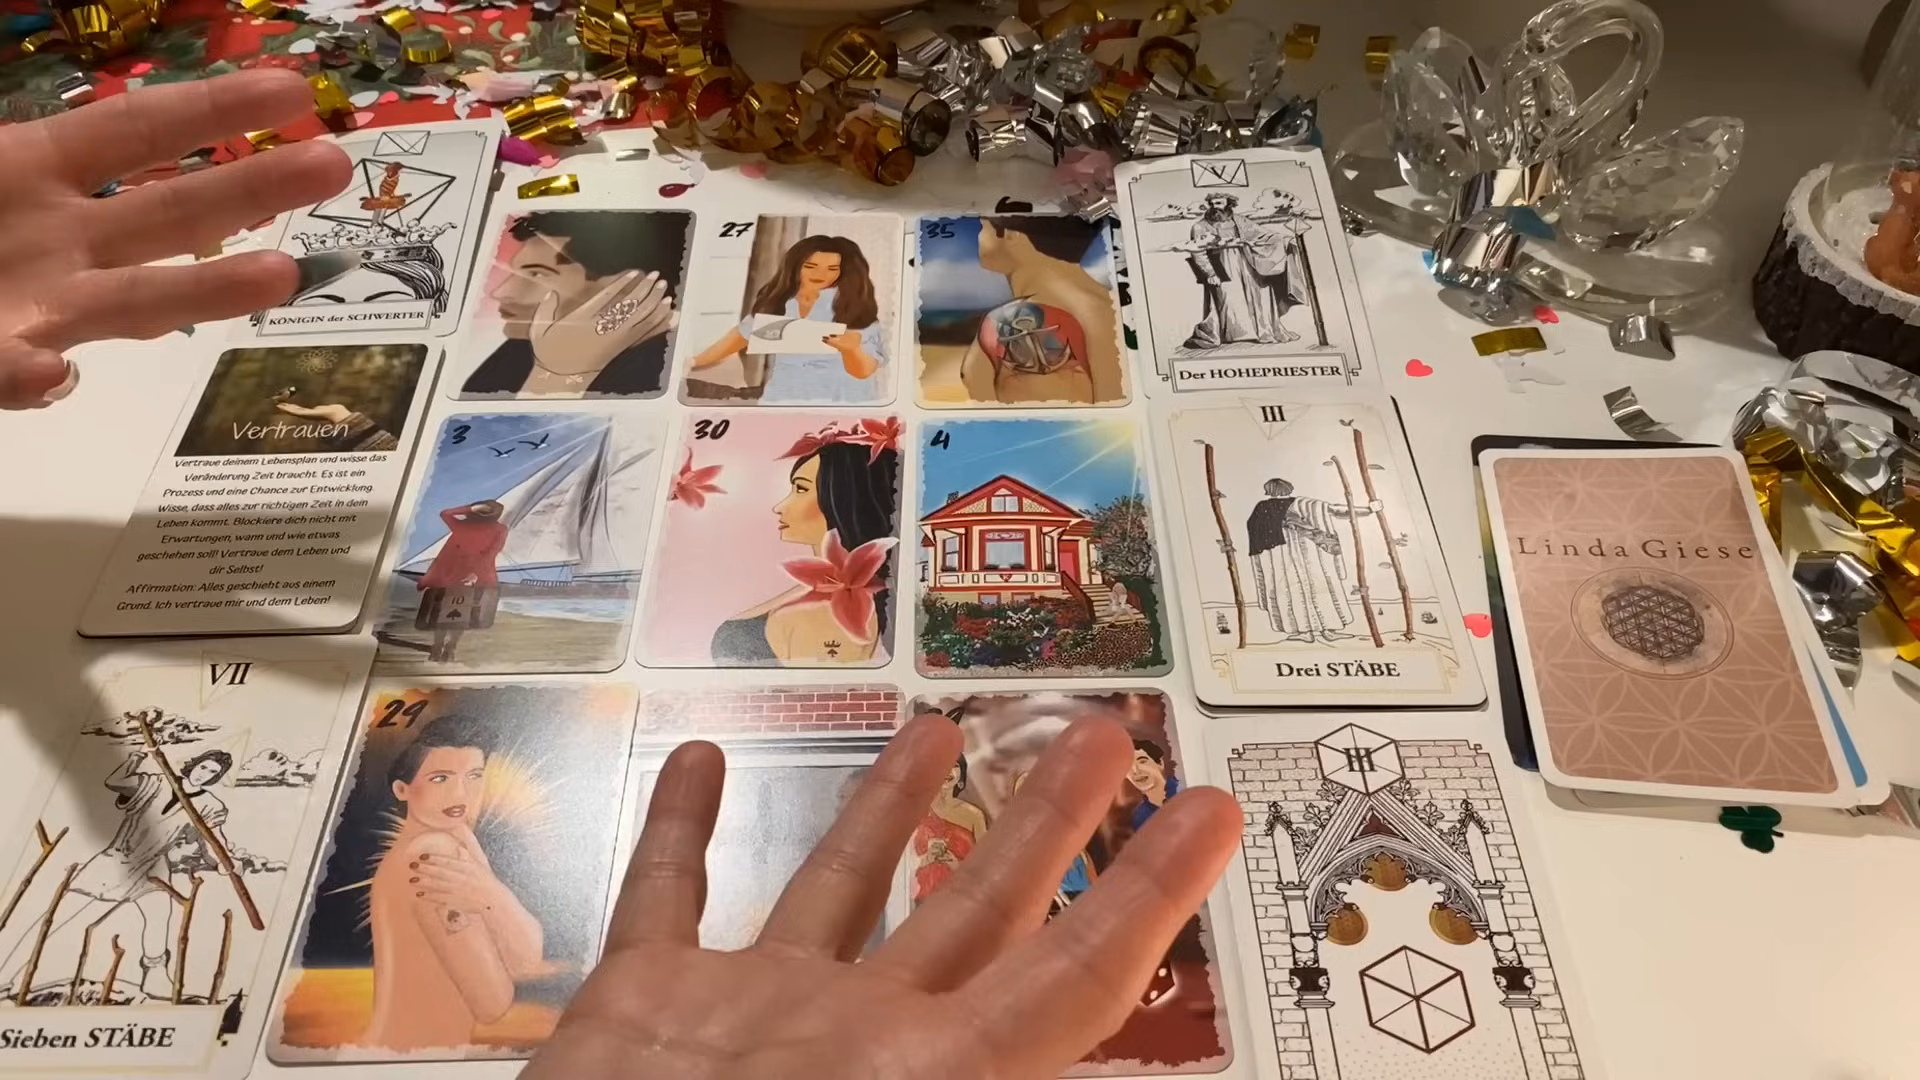 KÖNIGIN der SCHWERTER
27
35
V
Der HOHEPRIESTER
Vertrauen
Vertraue deinem Lebensplan und wisse das
Veränderung Zeit braucht. Es ist ein
Prozess und eine Chance zur Entwicklung.
Wisse, dass alles zur richtigen Zeit in dem
Leben kommt. Blockiere dich nicht mit
Erwartungen, wann und wie etwas
geschehen soll! Vertraue dem Leben und
dir Selbst!
Affirmation: Alles geschieht aus einem
Grund. Ich vertraue mir und dem Leben!
3
10
30
4
III
Drei STÄBE
Linda Giese
VII
Sieben STÄBE
29
III